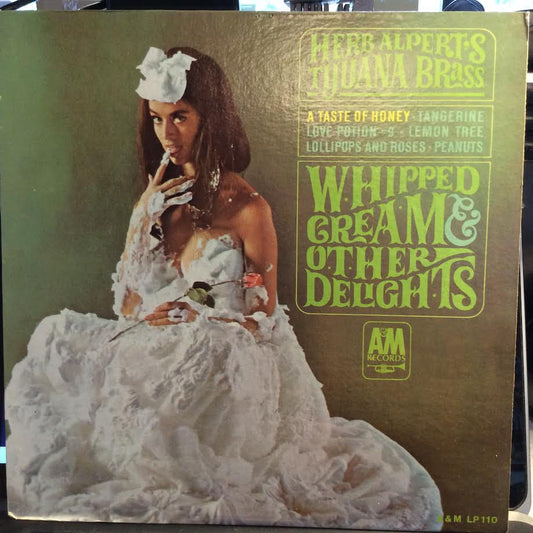 HERB ALPERT'S
TIJUANA BRASS
A TASTE OF HONEY · TANGERINE
LOVE POTION · 9 · LEMON TREE
LOLLIPOPS AND ROSES · PEANUTS
WHIPPED
CREAM &
OTHER
DELIGHTS
A&M
RECORDS
A&M LP110